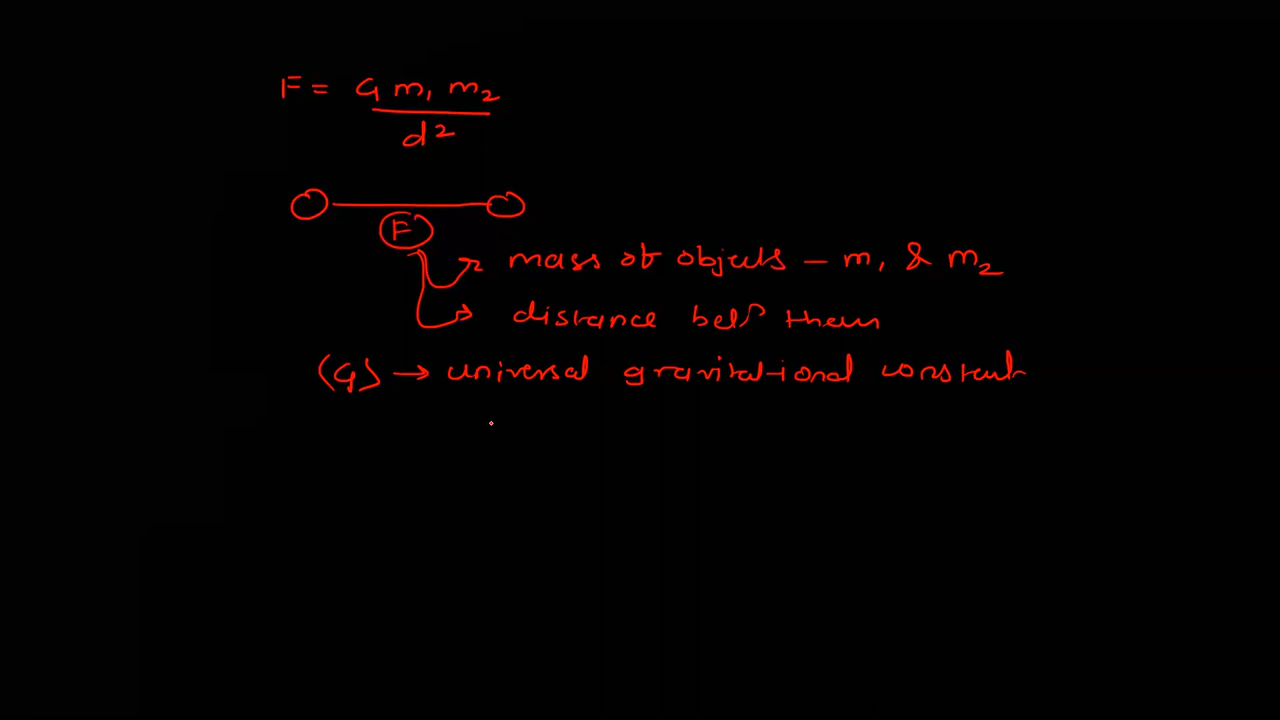 F = G m₁ m₂
d²
F
mass of objects – m₁ & m₂
distance betⁿ them
(G) → universal gravitational constant